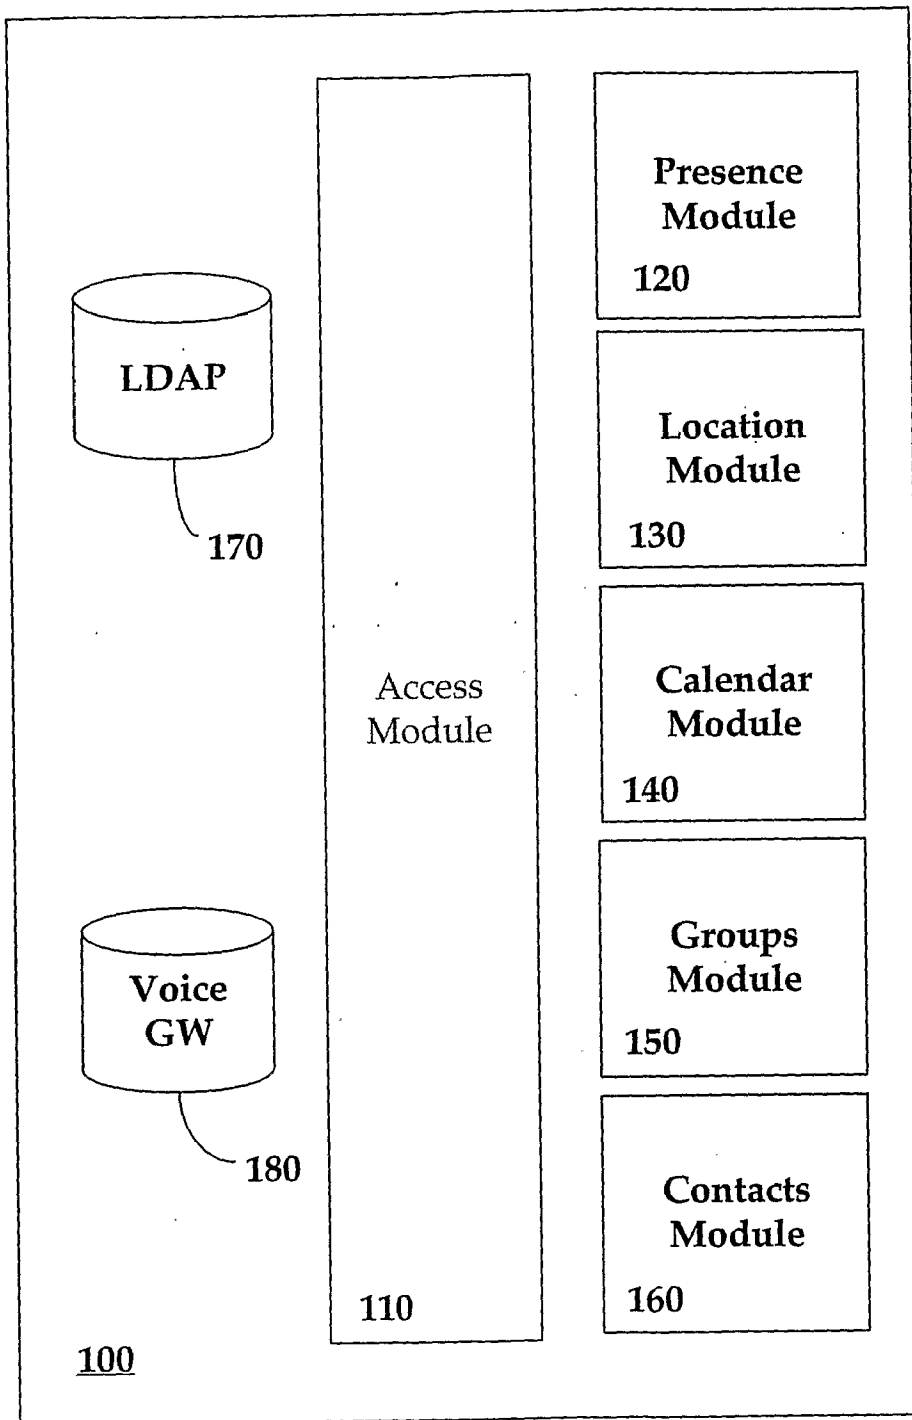 Presence
Module
120
LDAP
170
Location
Module
130
Access
Module
110
Calendar
Module
140
Groups
Module
150
Voice
GW
180
Contacts
Module
160
100